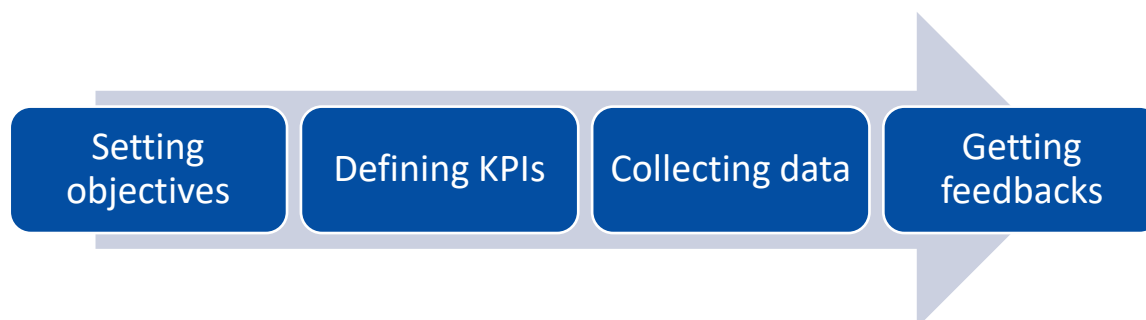 Setting
objectives
Defining KPIs
Collecting data
Getting
feedbacks